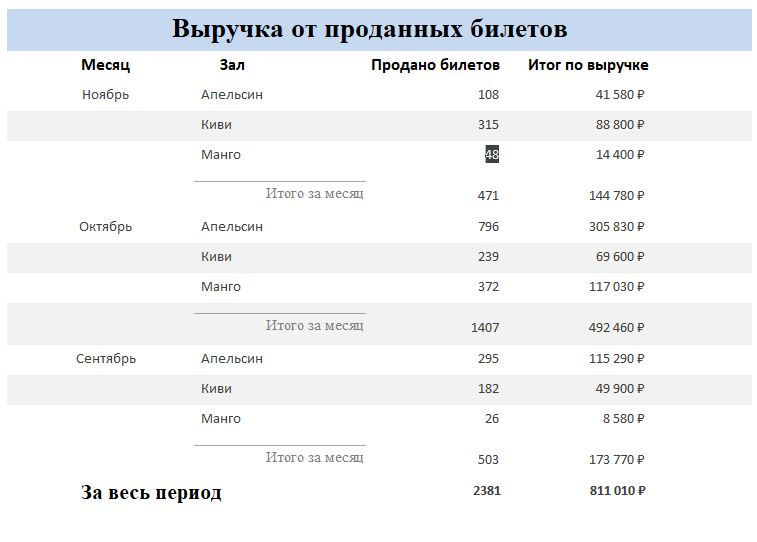 Выручка от проданных билетов
Месяц Зал Продано билетов Итог по выручке
Ноябрь Апельсин 108 41 580 ₽
Киви 315 88 800 ₽
Манго 48 14 400 ₽
Итого за месяц 471 144 780 ₽
Октябрь Апельсин 796 305 830 ₽
Киви 239 69 600 ₽
Манго 372 117 030 ₽
Итого за месяц 1407 492 460 ₽
Сентябрь Апельсин 295 115 290 ₽
Киви 182 49 900 ₽
Манго 26 8 580 ₽
Итого за месяц 503 173 770 ₽
За весь период 2381 811 010 ₽